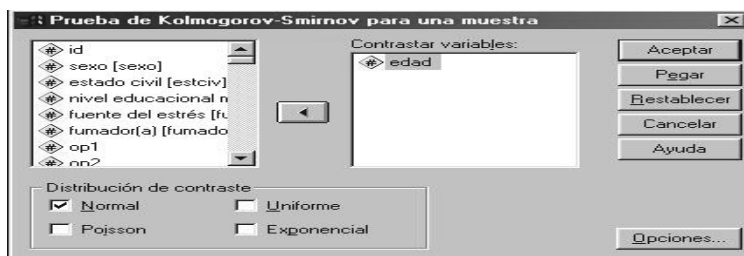 Prueba de Kolmogorov-Smirnov para una muestra
id
sexo [sexo]
estado civil [estciv]
nivel educacional n
fuente del estrés [fu
fumador(a) [fumado
op1
op2
Contrastar variables:
edad
Aceptar
Pegar
Restablecer
Cancelar
Ayuda
Distribución de contraste
Normal
Uniforme
Poisson
Exponencial
Opciones...